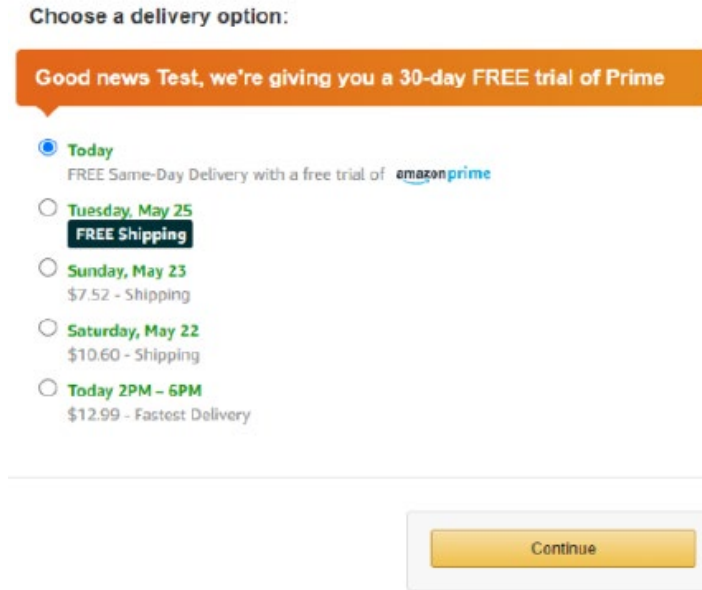 Choose a delivery option:
Good news Test, we're giving you a 30-day FREE trial of Prime
Today
FREE Same-Day Delivery with a free trial of amazon prime
Tuesday, May 25
FREE Shipping
Sunday, May 23
$7.52 - Shipping
Saturday, May 22
$10.60 - Shipping
Today 2PM – 6PM
$12.99 - Fastest Delivery
Continue